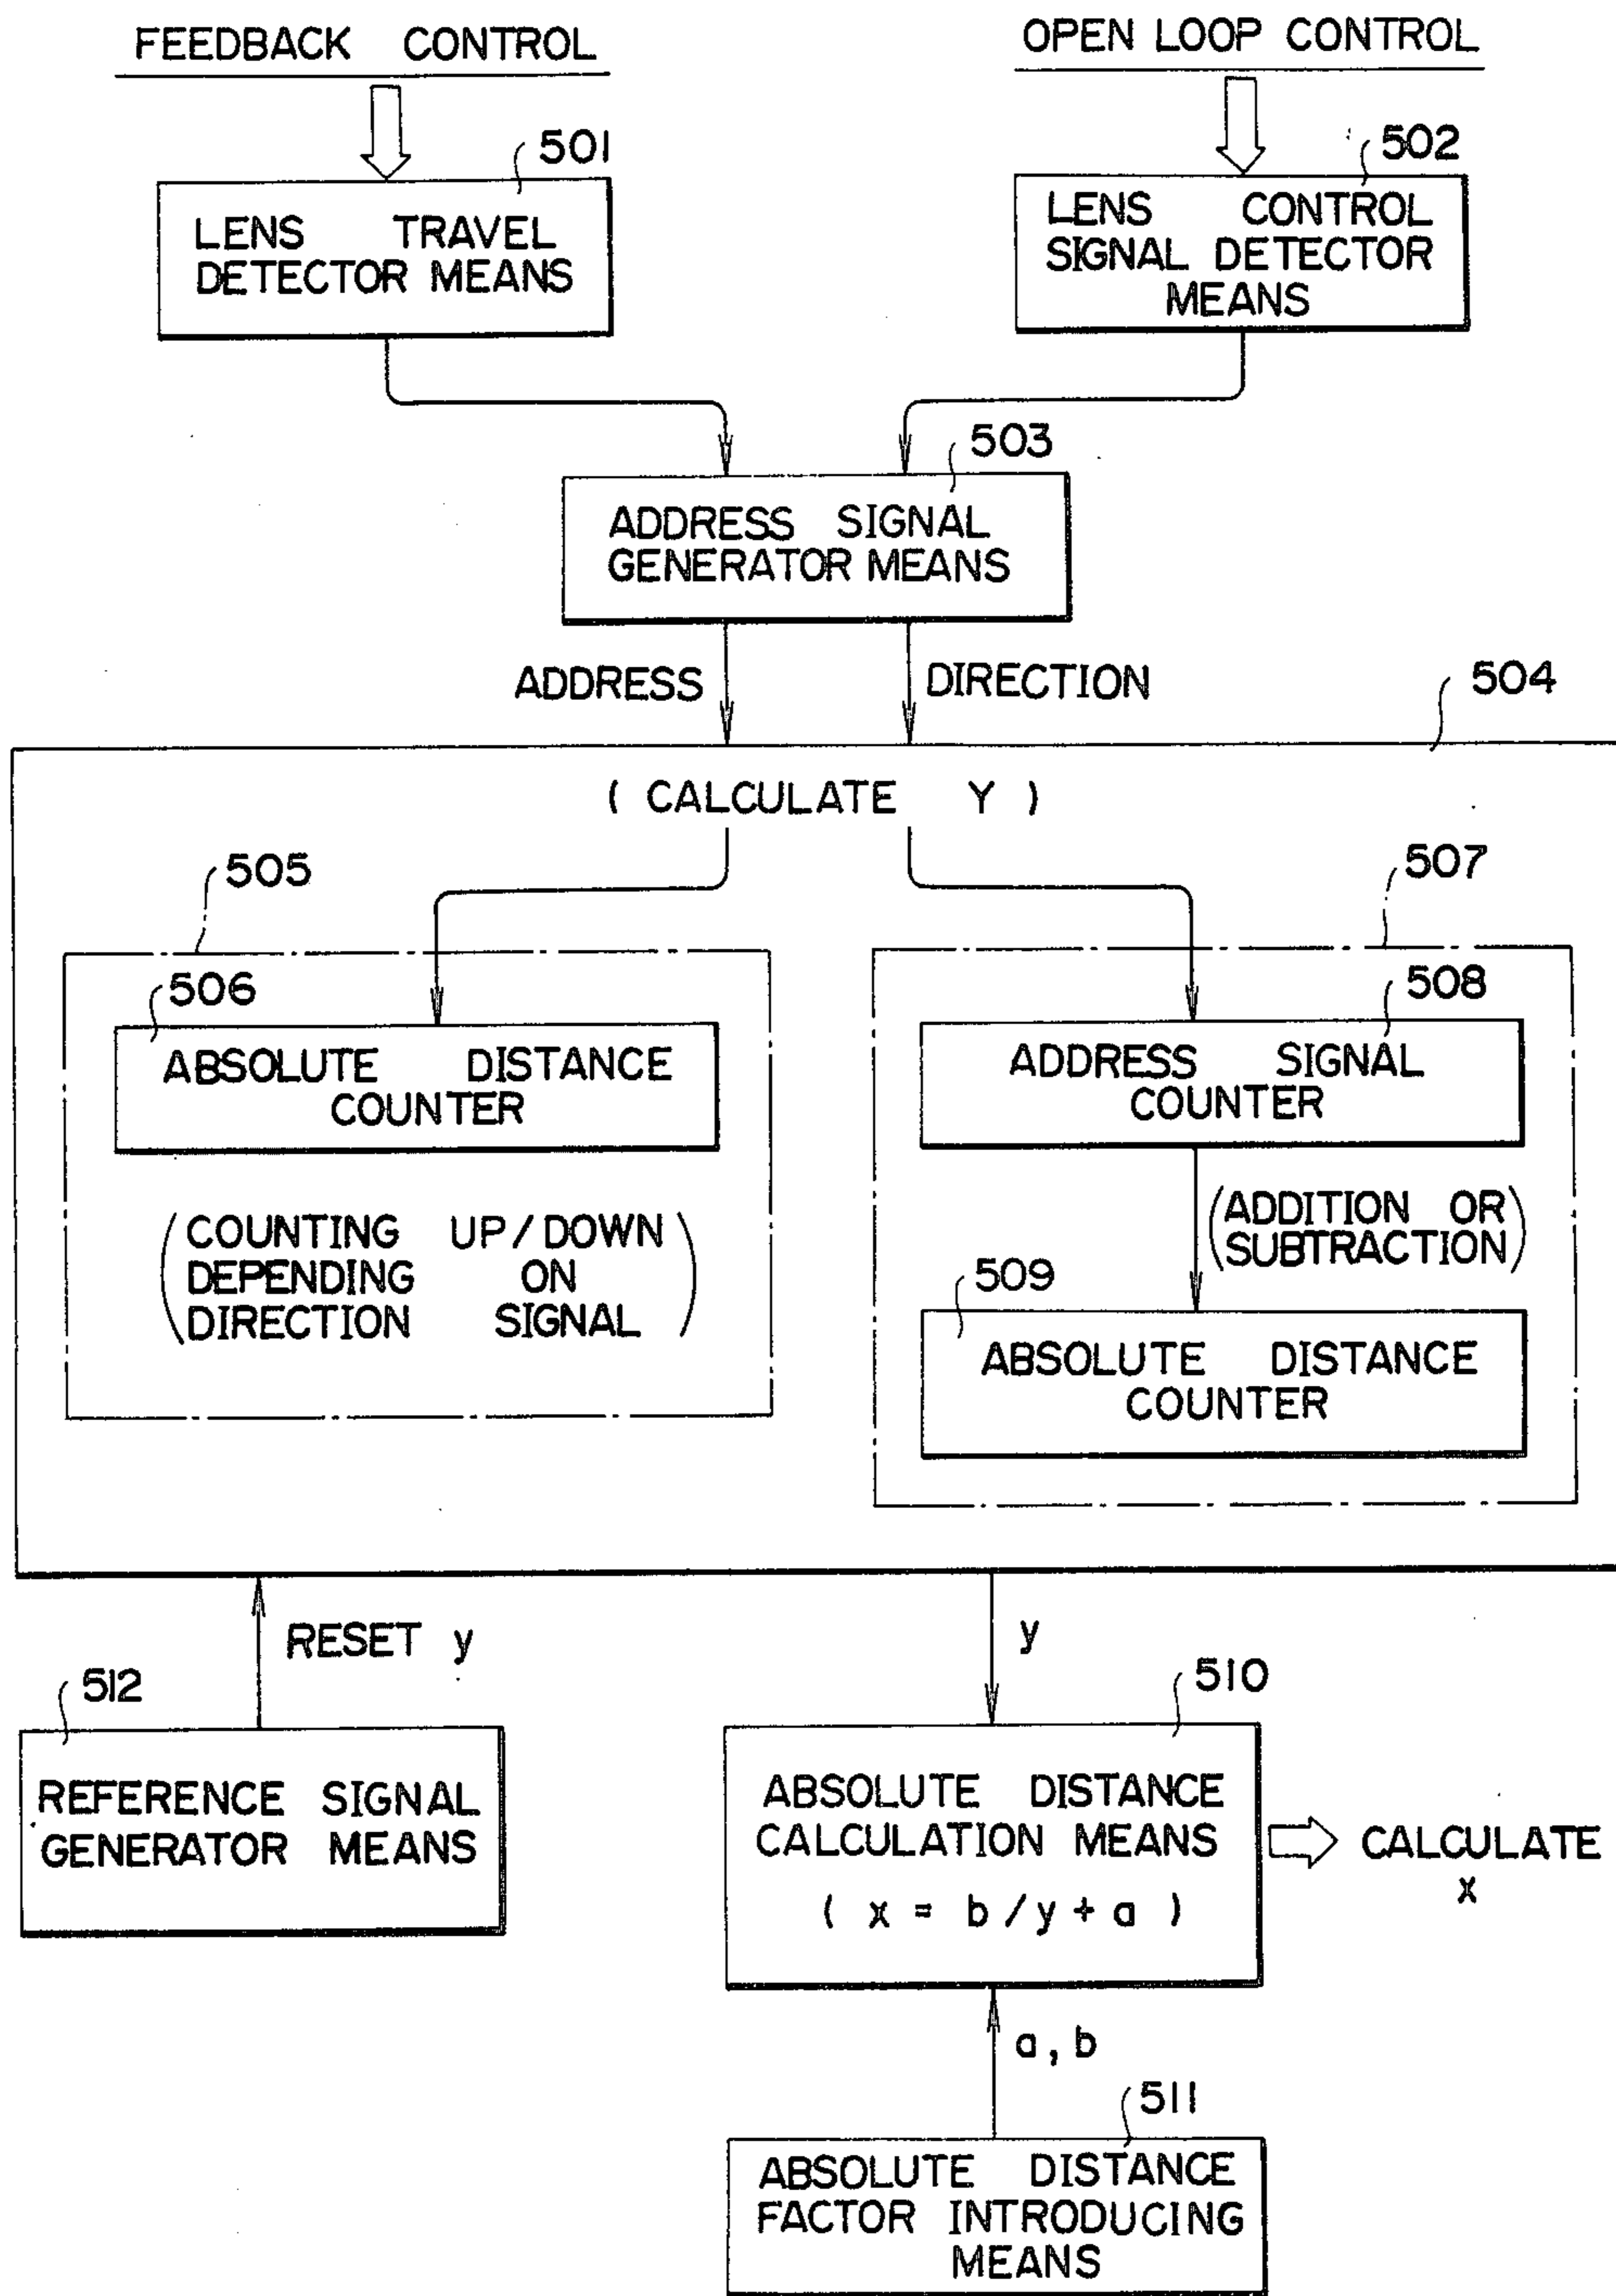 FEEDBACK CONTROL
OPEN LOOP CONTROL
501
502
LENS TRAVEL
DETECTOR MEANS
LENS CONTROL
SIGNAL DETECTOR
MEANS
503
ADDRESS SIGNAL
GENERATOR MEANS
ADDRESS
DIRECTION
504
( CALCULATE Y )
505
507
506
508
ABSOLUTE DISTANCE
COUNTER
ADDRESS SIGNAL
COUNTER
(COUNTING UP/DOWN
DEPENDING ON
DIRECTION SIGNAL)
(ADDITION OR
SUBTRACTION)
509
ABSOLUTE DISTANCE
COUNTER
RESET y
y
512
510
REFERENCE SIGNAL
GENERATOR MEANS
ABSOLUTE DISTANCE
CALCULATION MEANS
( x = b/y + a )
CALCULATE
x
a, b
511
ABSOLUTE DISTANCE
FACTOR INTRODUCING
MEANS